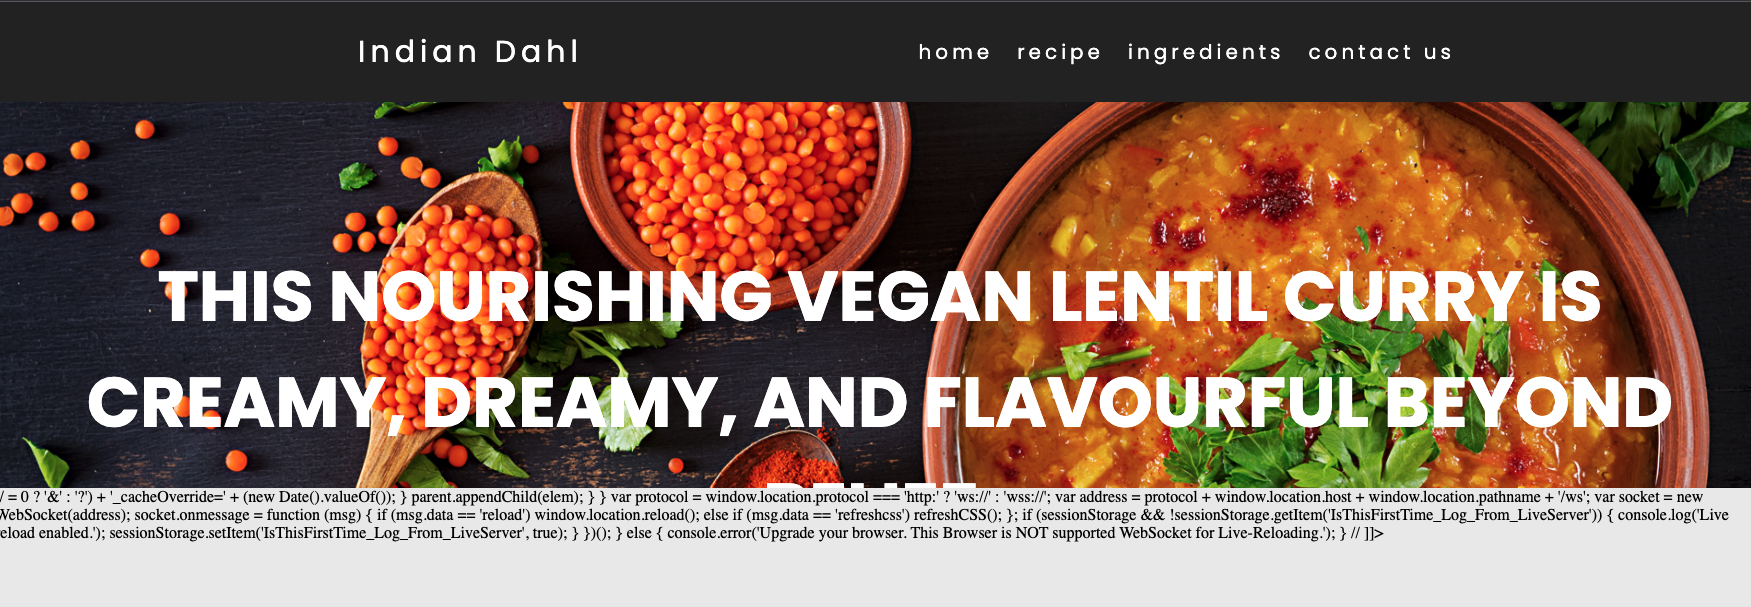 Indian Dahl
home recipe ingredients contact us
THIS NOURISHING VEGAN LENTIL CURRY IS
CREAMY, DREAMY, AND FLAVOURFUL BEYOND
/ = 0 ? '&' : '?') + '_cacheOverride=' + (new Date().valueOf()); } parent.appendChild(elem); } } var protocol = window.location.protocol === 'http:' ? 'ws://' : 'wss://'; var address = protocol + window.location.host + window.location.pathname + '/ws'; var socket = new
WebSocket(address); socket.onmessage = function (msg) { if (msg.data == 'reload') window.location.reload(); else if (msg.data == 'refreshcss') refreshCSS(); }; if (sessionStorage && !sessionStorage.getItem('IsThisFirstTime_Log_From_LiveServer')) { console.log('Live
reload enabled.'); sessionStorage.setItem('IsThisFirstTime_Log_From_LiveServer', true); } })(); } else { console.error('Upgrade your browser. This Browser is NOT supported WebSocket for Live-Reloading.'); } // ]]>